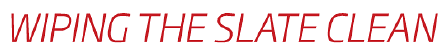 WIPING THE SLATE CLEAN